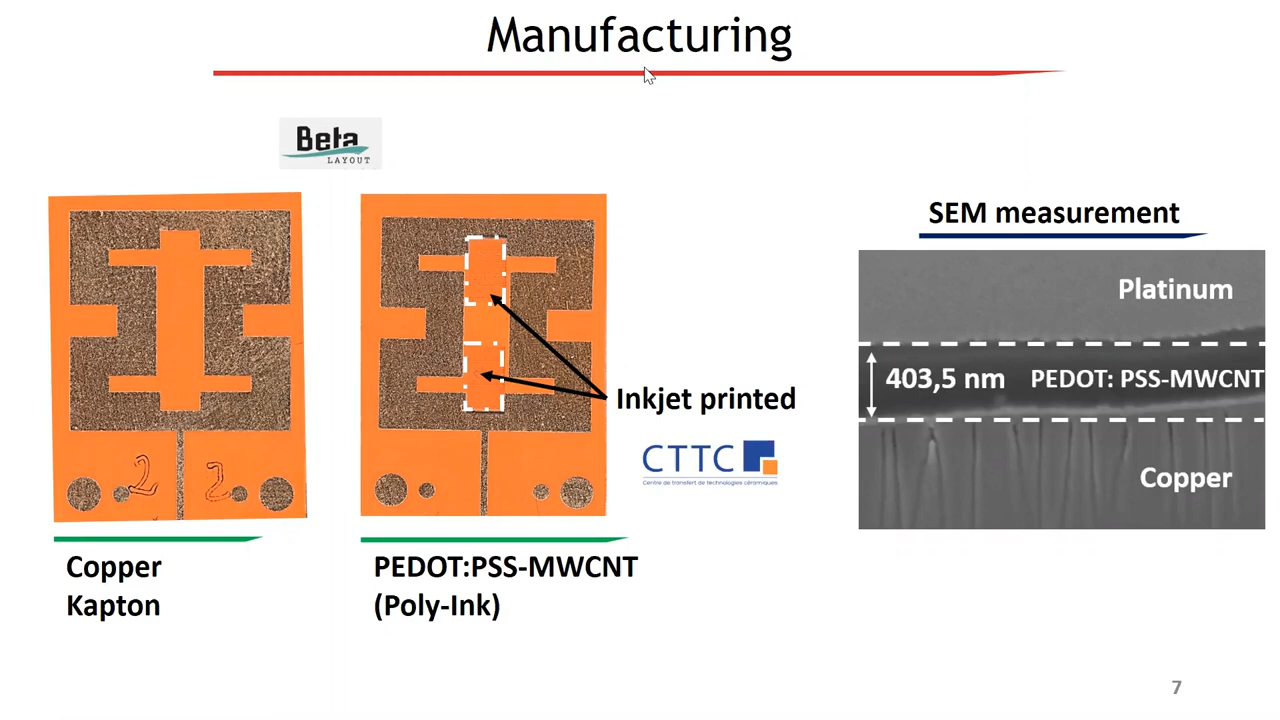 Manufacturing
Beta
LAYOUT
2 2
Inkjet printed
CTTC
Centre de transfert de technologies céramiques
Copper
Kapton
PEDOT:PSS-MWCNT
(Poly-Ink)
SEM measurement
Platinum
403,5 nm PEDOT: PSS-MWCNT
Copper
7